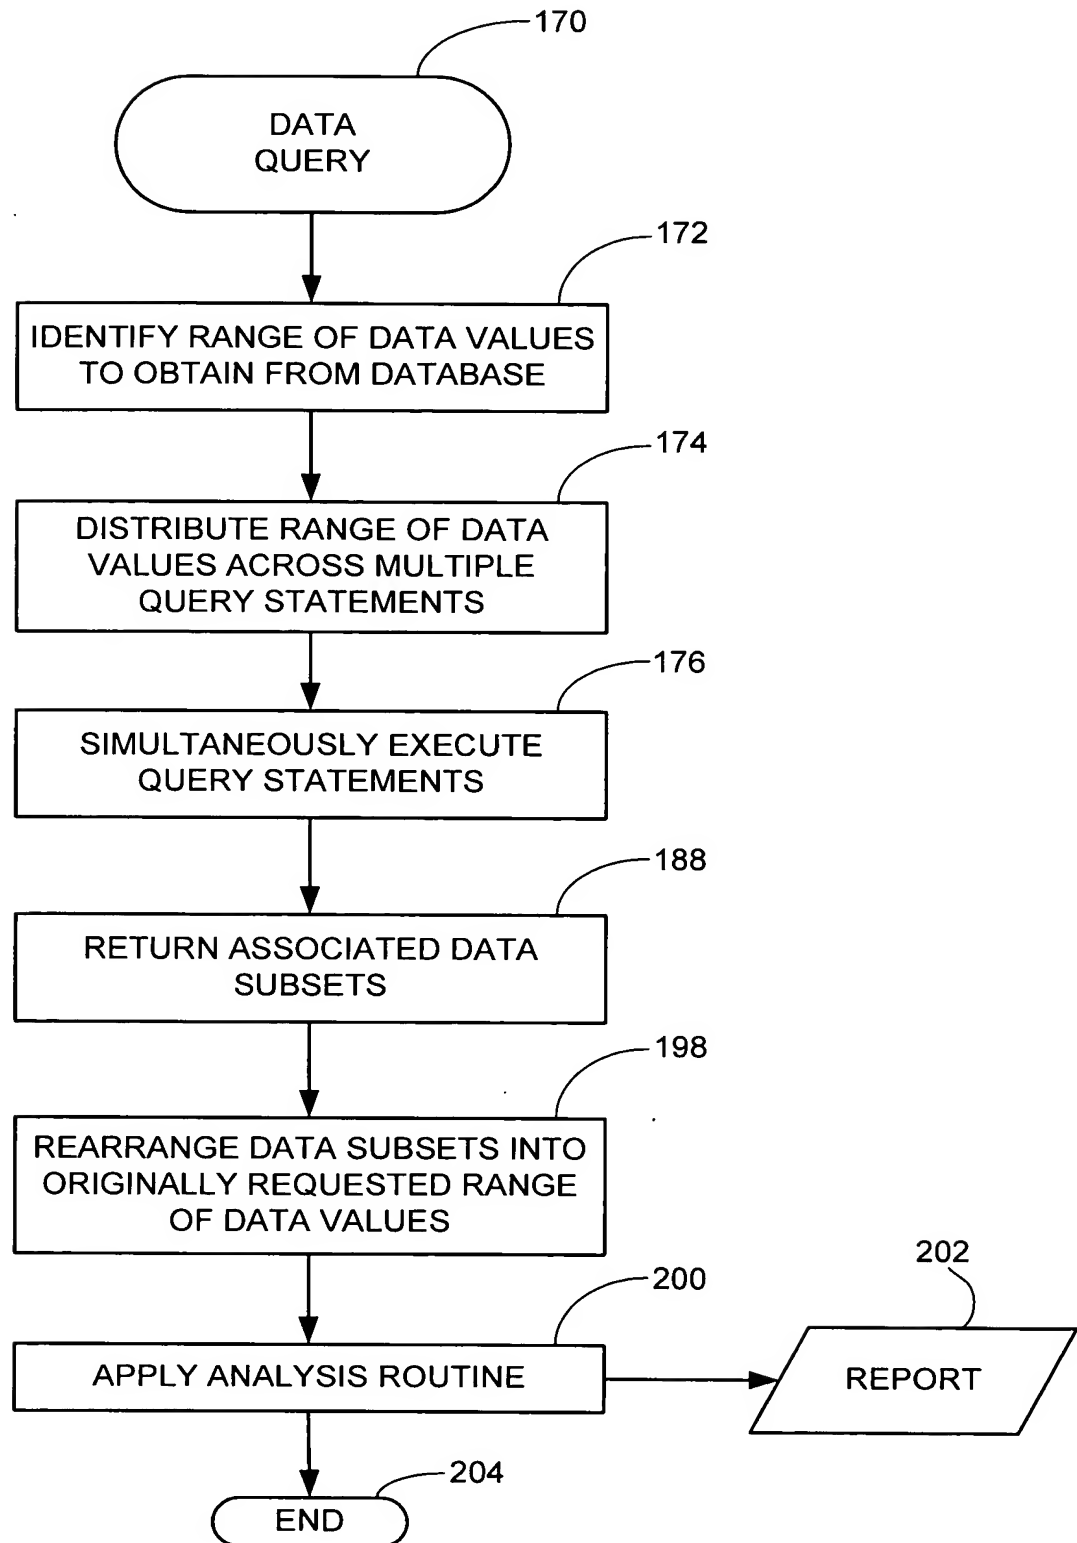 170
DATA
QUERY
172
IDENTIFY RANGE OF DATA VALUES
TO OBTAIN FROM DATABASE
174
DISTRIBUTE RANGE OF DATA
VALUES ACROSS MULTIPLE
QUERY STATEMENTS
176
SIMULTANEOUSLY EXECUTE
QUERY STATEMENTS
188
RETURN ASSOCIATED DATA
SUBSETS
198
REARRANGE DATA SUBSETS INTO
ORIGINALLY REQUESTED RANGE
OF DATA VALUES
200
APPLY ANALYSIS ROUTINE
202
REPORT
204
END